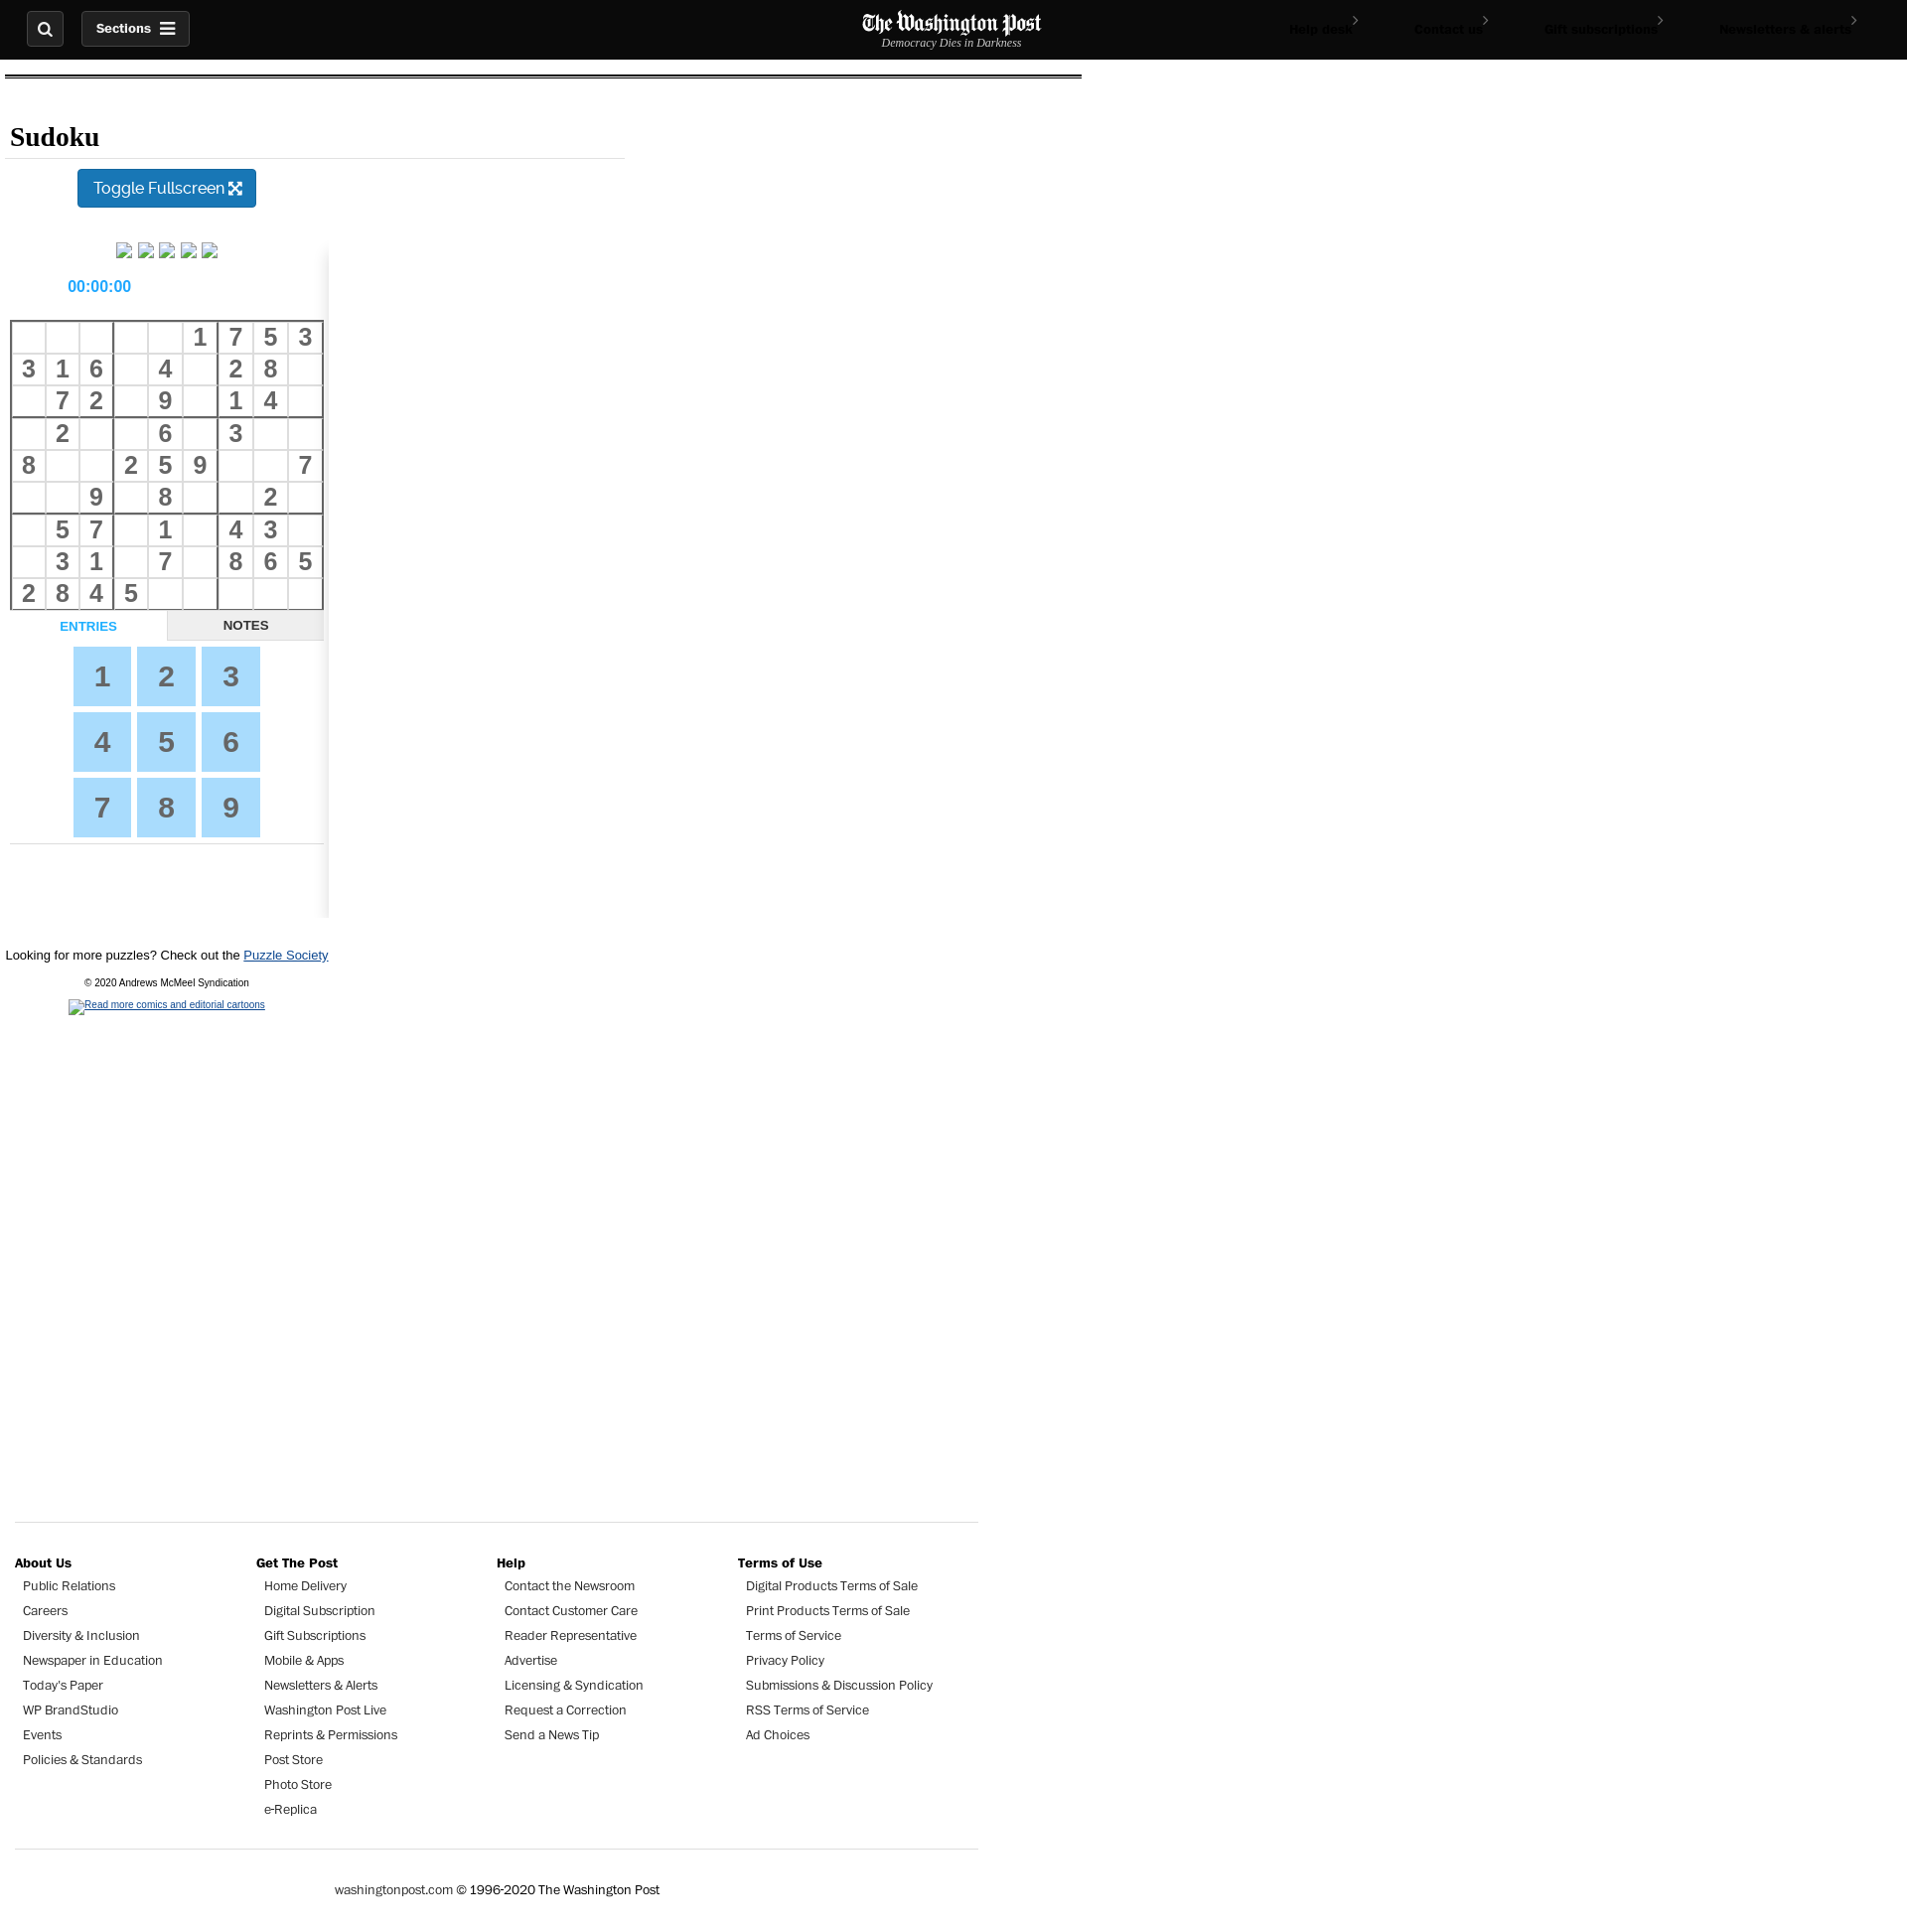 Sections
The Washington Post
Democracy Dies in Darkness
Help desk
Contact us
Gift subscriptions
Newsletters & alerts
Sudoku
Toggle Fullscreen
00:00:00
1 7 5 3
3 1 6 4 2 8
7 2 9 1 4
2 6 3
8 2 5 9 7
9 8 2
5 7 1 4 3
3 1 7 8 6 5
2 8 4 5
ENTRIES NOTES
1 2 3
4 5 6
7 8 9
Looking for more puzzles? Check out the Puzzle Society
© 2020 Andrews McMeel Syndication
Read more comics and editorial cartoons
About Us
Public Relations
Careers
Diversity & Inclusion
Newspaper in Education
Today's Paper
WP BrandStudio
Events
Policies & Standards
Get The Post
Home Delivery
Digital Subscription
Gift Subscriptions
Mobile & Apps
Newsletters & Alerts
Washington Post Live
Reprints & Permissions
Post Store
Photo Store
e-Replica
Help
Contact the Newsroom
Contact Customer Care
Reader Representative
Advertise
Licensing & Syndication
Request a Correction
Send a News Tip
Terms of Use
Digital Products Terms of Sale
Print Products Terms of Sale
Terms of Service
Privacy Policy
Submissions & Discussion Policy
RSS Terms of Service
Ad Choices
washingtonpost.com © 1996-2020 The Washington Post